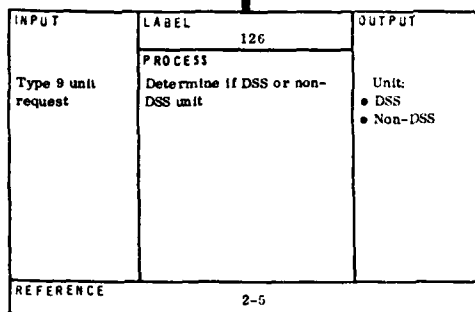 INPUT
LABEL
126
OUTPUT
PROCESS
Type 9 unit
request
Determine if DSS or non-
DSS unit
Unit:
• DSS
• Non-DSS
REFERENCE
2-5